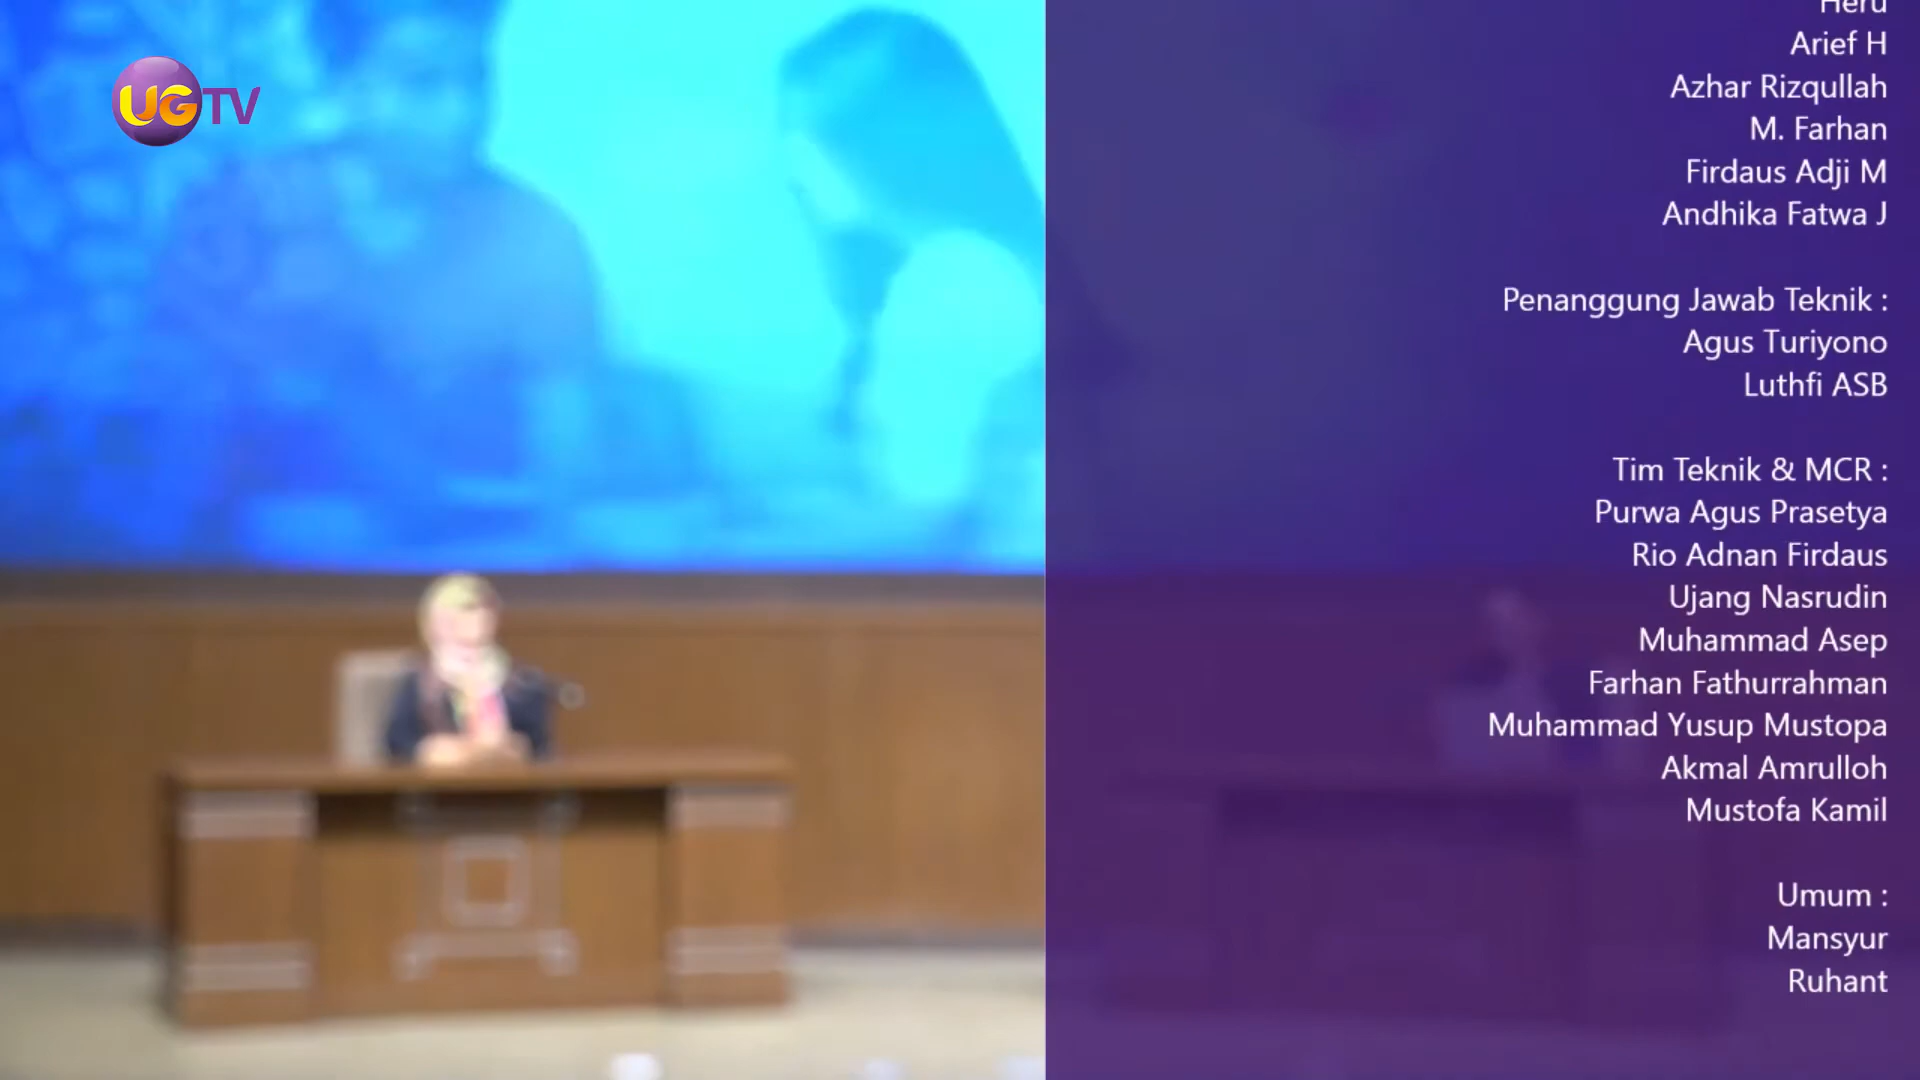 UGTV
Heru
Arief H
Azhar Rizqullah
M. Farhan
Firdaus Adji M
Andhika Fatwa J
Penanggung Jawab Teknik :
Agus Turiyono
Luthfi ASB
Tim Teknik & MCR :
Purwa Agus Prasetya
Rio Adnan Firdaus
Ujang Nasrudin
Muhammad Asep
Farhan Fathurrahman
Muhammad Yusup Mustopa
Akmal Amrulloh
Mustofa Kamil
Umum :
Mansyur
Ruhant